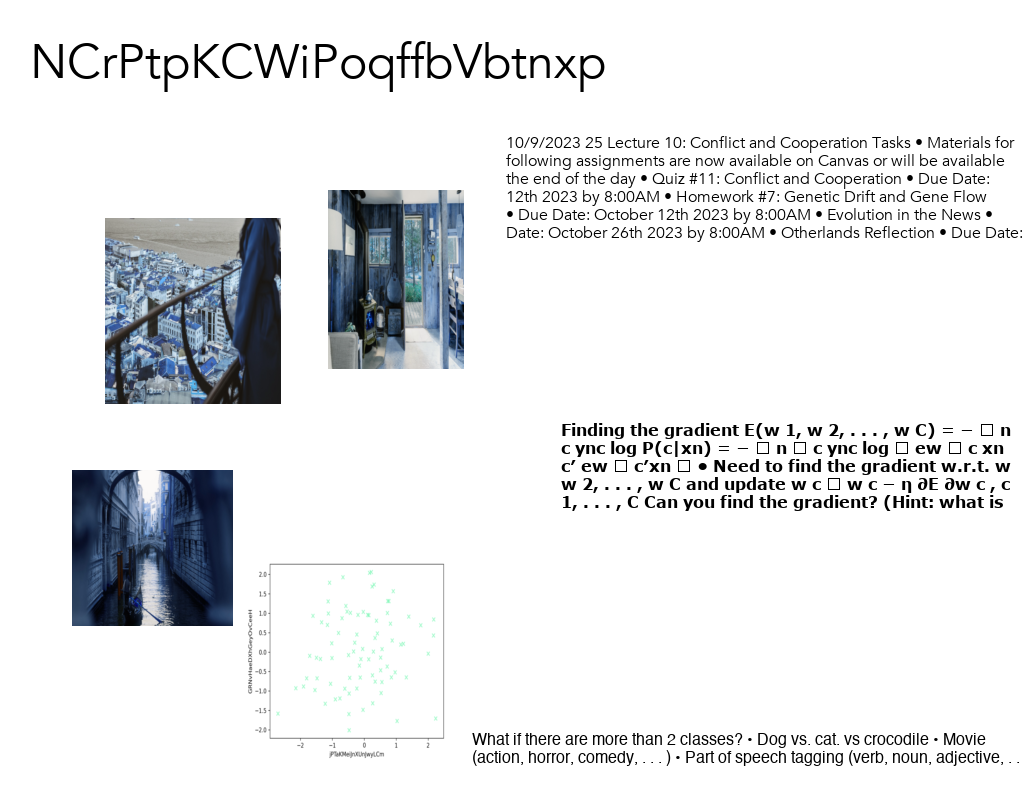 NCrPtpKCWiPoqffbVbtnxp
10/9/2023 25 Lecture 10: Conflict and Cooperation Tasks • Materials for
following assignments are now available on Canvas or will be available
the end of the day • Quiz #11: Conflict and Cooperation • Due Date:
12th 2023 by 8:00AM • Homework #7: Genetic Drift and Gene Flow
• Due Date: October 12th 2023 by 8:00AM • Evolution in the News •
Date: October 26th 2023 by 8:00AM • Otherlands Reflection • Due Date:
Finding the gradient E(w 1, w 2, . . . , w C) = − □ n
c ync log P(c|xn) = − □ n □ c ync log □ ew □ c xn
c′ ew □ c′xn □ • Need to find the gradient w.r.t. w
w 2, . . . , w C and update w c □ w c − η ∂E ∂w c , c
1, . . . , C Can you find the gradient? (Hint: what is
2.0
1.5
1.0
0.5
0.0
−0.5
−1.0
−1.5
−2.0
−2 −1 0 1 2
What if there are more than 2 classes? • Dog vs. cat. vs crocodile • Movie
(action, horror, comedy, . . . ) • Part of speech tagging (verb, noun, adjective, . .